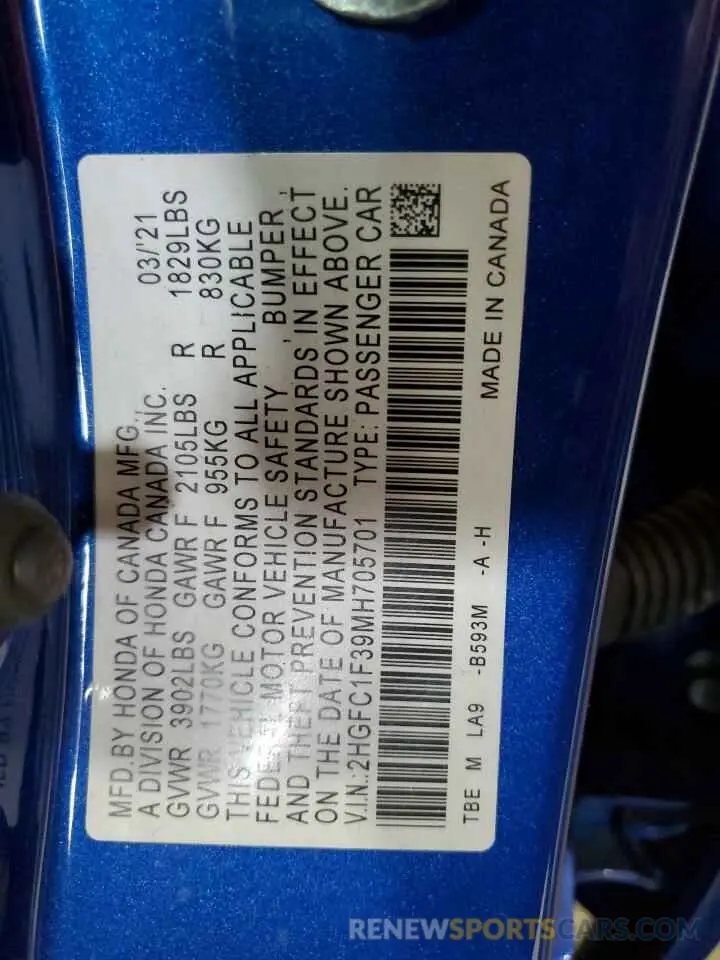 MFD.BY HONDA OF CANADA MFG.,
A DIVISION OF HONDA CANADA INC. 03/'21
GVWR 3902LBS GAWR F 2105LBS R 1829LBS
GVWR 1770KG GAWR F 955KG R 830KG
THIS VEHICLE CONFORMS TO ALL APPLICABLE
FEDERAL MOTOR VEHICLE SAFETY , BUMPER ,
AND THEFT PREVENTION STANDARDS IN EFFECT
ON THE DATE OF MANUFACTURE SHOWN ABOVE.
V.I.N.:2HGFC1F39MH705701 TYPE: PASSENGER CAR
TBE M LA9 -B593M -A-H MADE IN CANADA
RENEWSPORTSCARS.COM